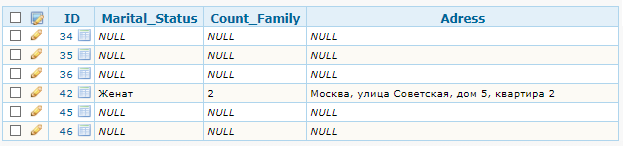 ID Marital_Status Count_Family Adress
34 NULL NULL NULL
35 NULL NULL NULL
36 NULL NULL NULL
42 Женат 2 Москва, улица Советская, дом 5, квартира 2
45 NULL NULL NULL
46 NULL NULL NULL